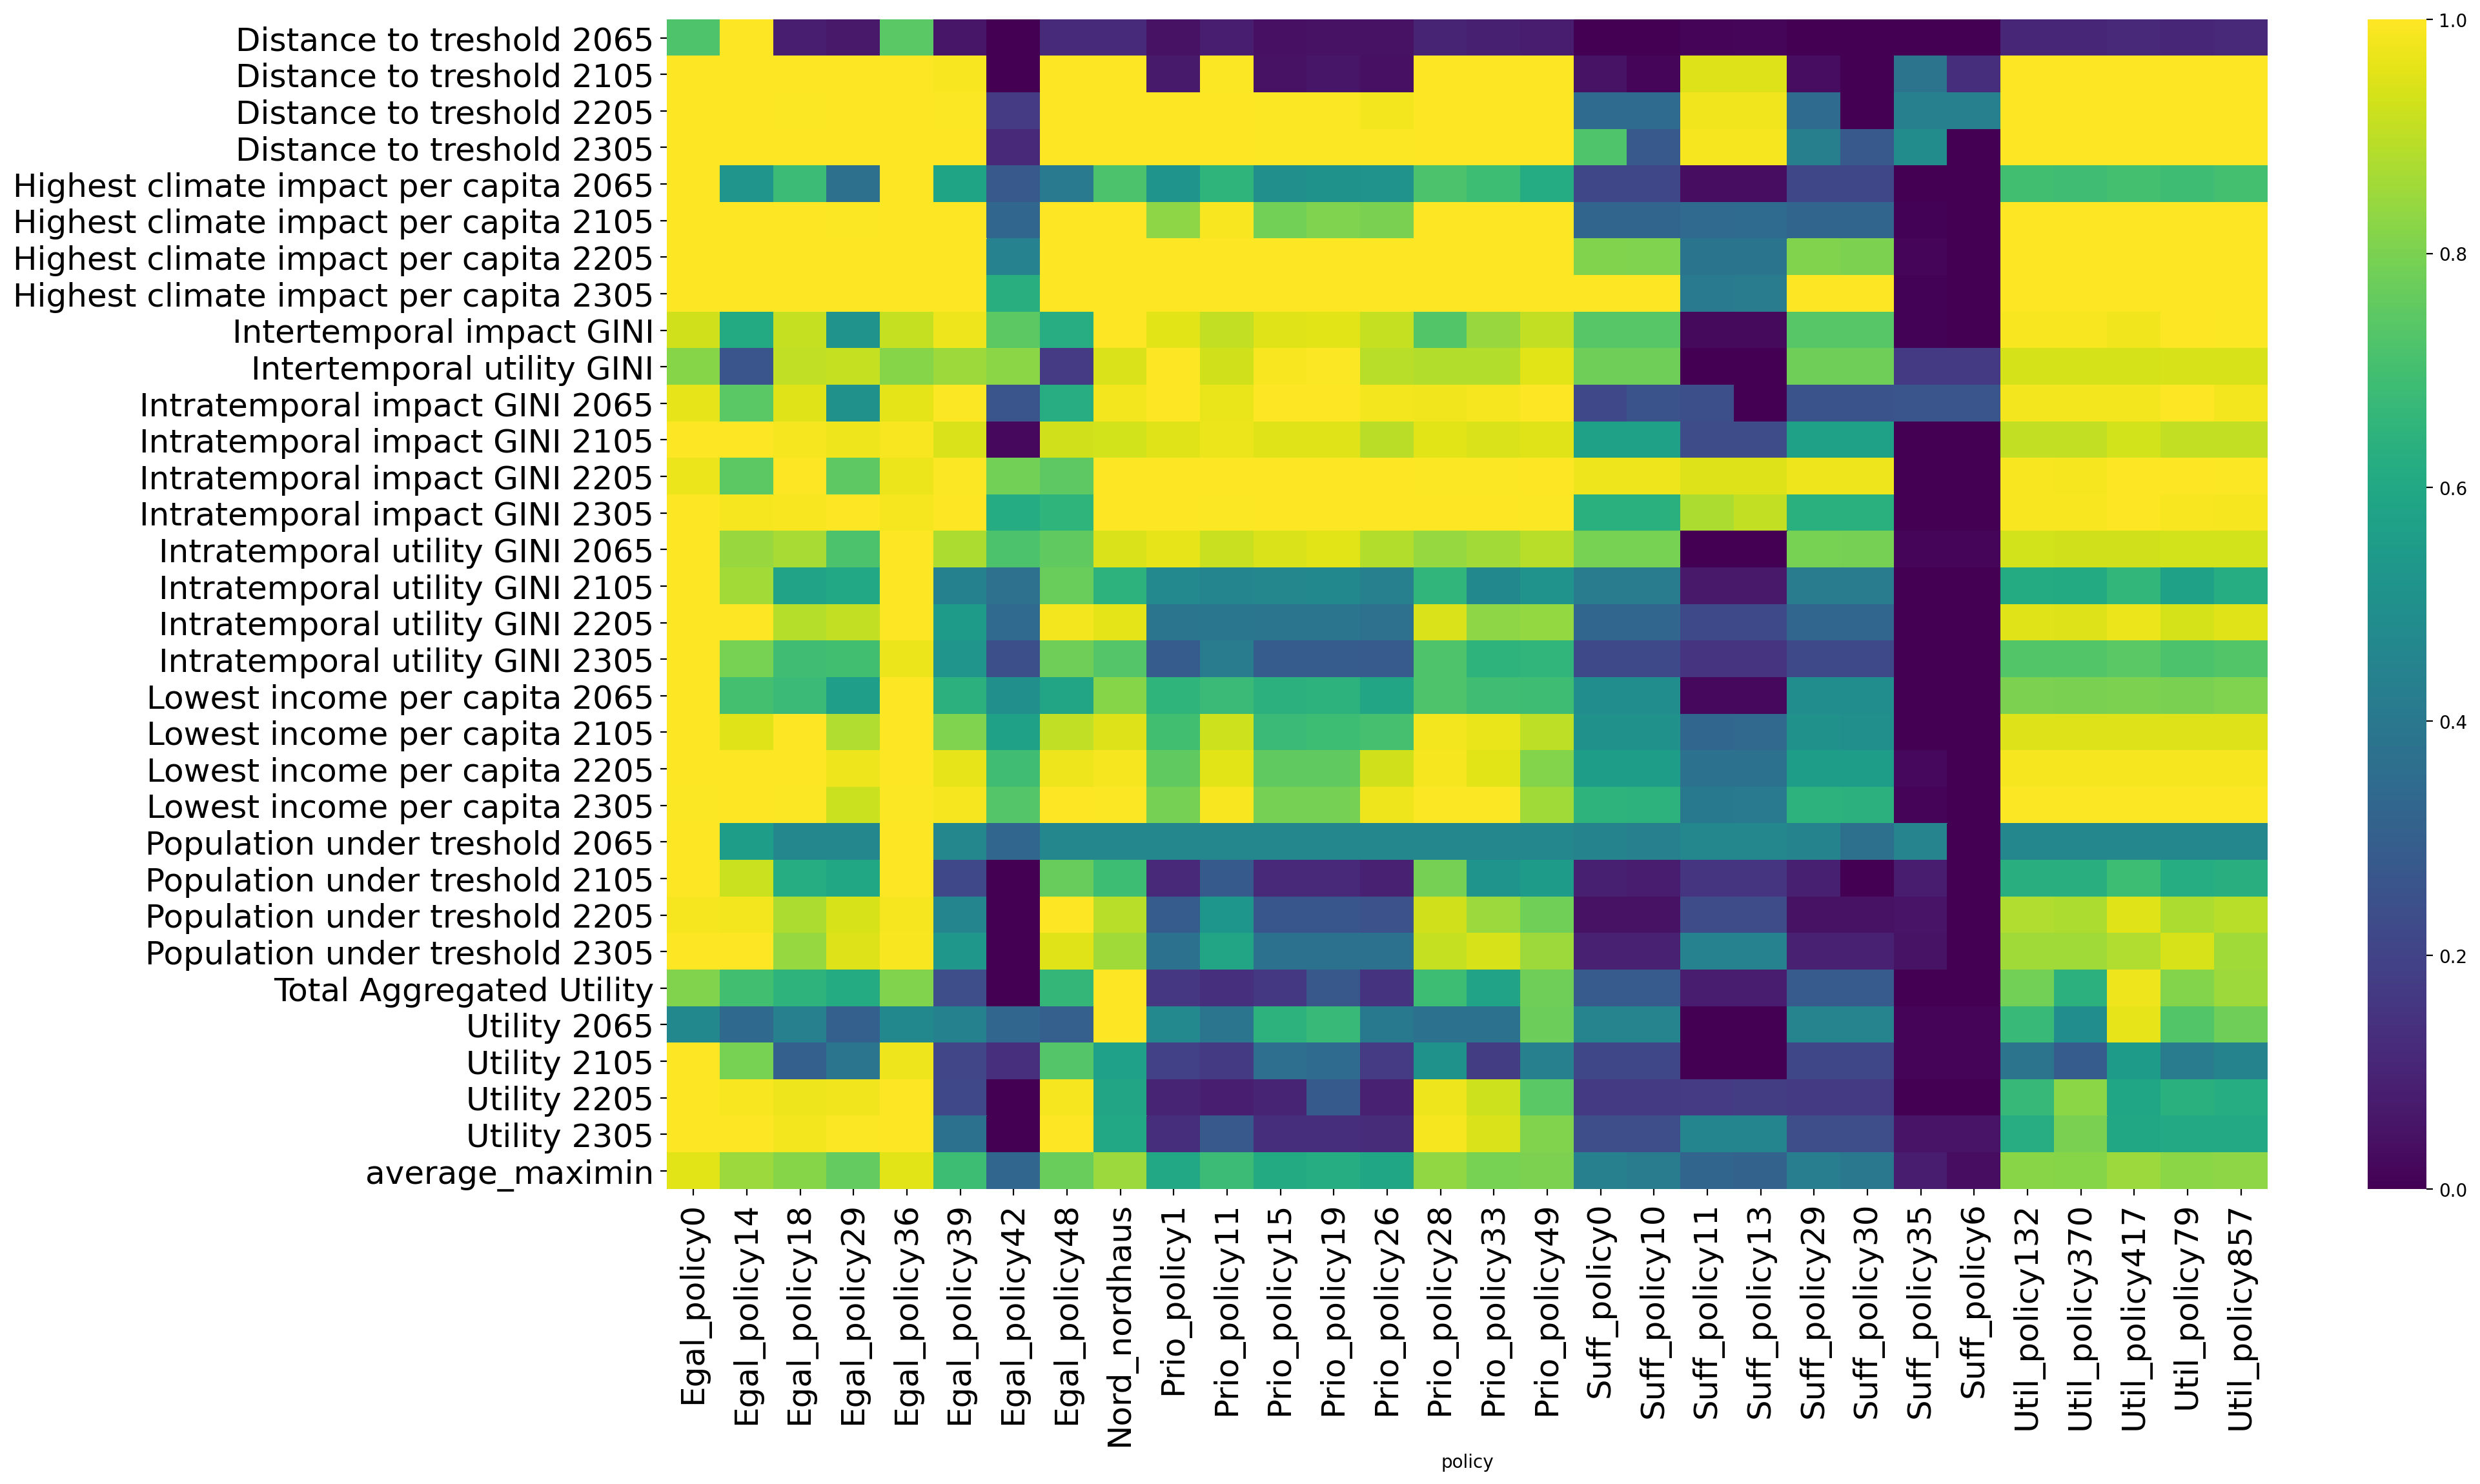 Distance to treshold 2065
Distance to treshold 2105
Distance to treshold 2205
Distance to treshold 2305
Highest climate impact per capita 2065
Highest climate impact per capita 2105
Highest climate impact per capita 2205
Highest climate impact per capita 2305
Intertemporal impact GINI
Intertemporal utility GINI
Intratemporal impact GINI 2065
Intratemporal impact GINI 2105
Intratemporal impact GINI 2205
Intratemporal impact GINI 2305
Intratemporal utility GINI 2065
Intratemporal utility GINI 2105
Intratemporal utility GINI 2205
Intratemporal utility GINI 2305
Lowest income per capita 2065
Lowest income per capita 2105
Lowest income per capita 2205
Lowest income per capita 2305
Population under treshold 2065
Population under treshold 2105
Population under treshold 2205
Population under treshold 2305
Total Aggregated Utility
Utility 2065
Utility 2105
Utility 2205
Utility 2305
average_maximin
Egal_policy0
Egal_policy14
Egal_policy18
Egal_policy29
Egal_policy36
Egal_policy39
Egal_policy42
Egal_policy48
Nord_nordhaus
Prio_policy1
Prio_policy11
Prio_policy15
Prio_policy19
Prio_policy26
Prio_policy28
Prio_policy33
Prio_policy49
Suff_policy0
Suff_policy10
Suff_policy11
Suff_policy13
Suff_policy29
Suff_policy30
Suff_policy35
Suff_policy6
Util_policy132
Util_policy370
Util_policy417
Util_policy79
Util_policy857
policy
1.0
0.8
0.6
0.4
0.2
0.0